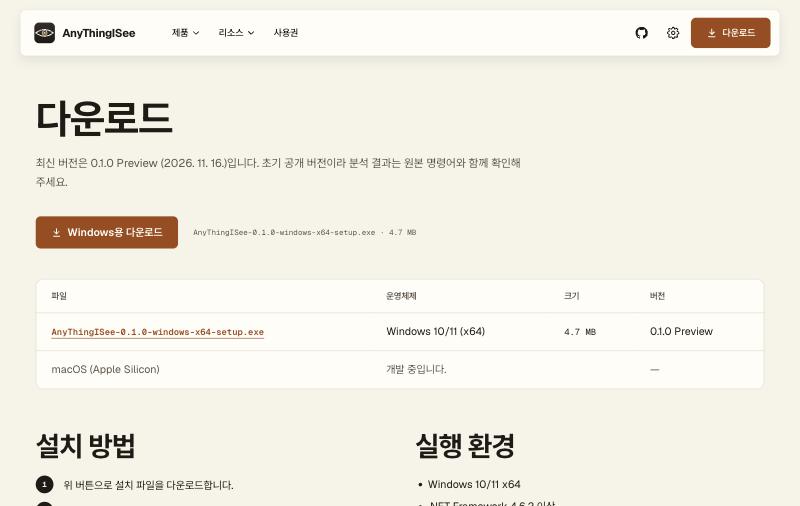 AnyThingISee
제품
리소스
사용권
다운로드
다운로드
최신 버전은 0.1.0 Preview (2026. 11. 16.)입니다. 초기 공개 버전이라 분석 결과는 원본 명령어와 함께 확인해
주세요.
Windows용 다운로드
AnyThingISee-0.1.0-windows-x64-setup.exe · 4.7 MB
파일 운영체제 크기 버전
AnyThingISee-0.1.0-windows-x64-setup.exe Windows 10/11 (x64) 4.7 MB 0.1.0 Preview
macOS (Apple Silicon) 개발 중입니다. —
설치 방법
1 위 버튼으로 설치 파일을 다운로드합니다.
실행 환경
• Windows 10/11 x64
• .NET Framework 4.6.2 이상